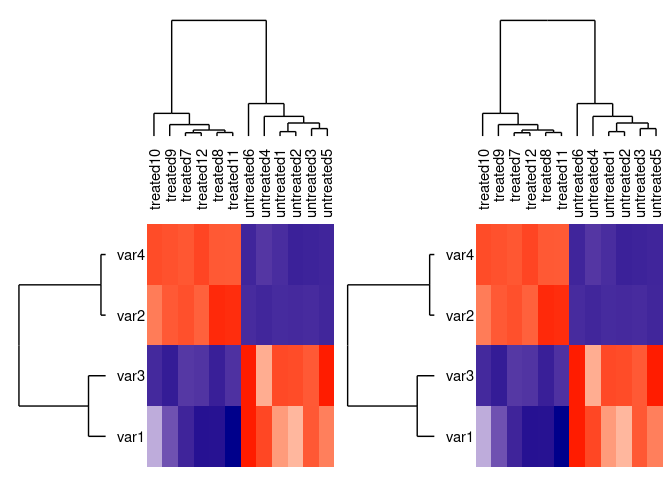 treated10
treated9
treated7
treated12
treated8
treated11
untreated6
untreated4
untreated1
untreated2
untreated3
untreated5
var4
var2
var3
var1
treated10
treated9
treated7
treated12
treated8
treated11
untreated6
untreated4
untreated1
untreated2
untreated3
untreated5
var4
var2
var3
var1